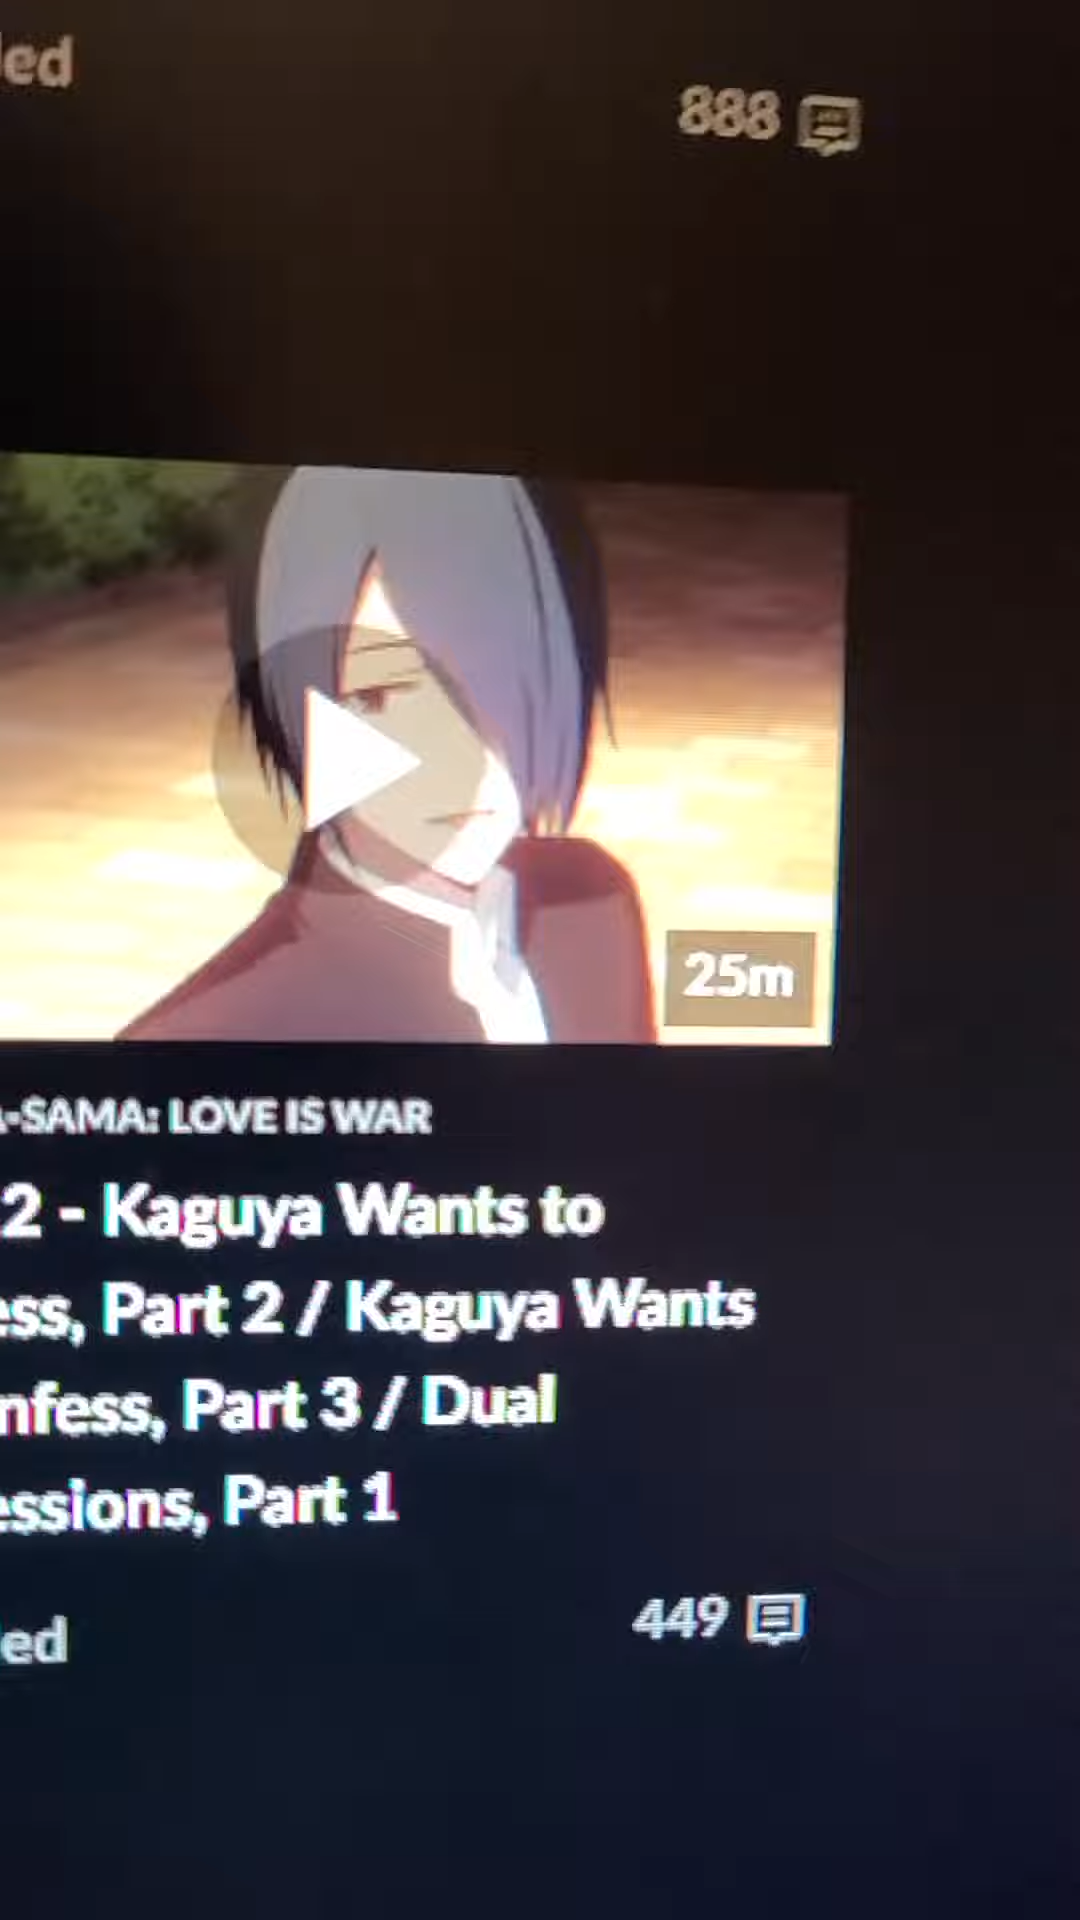 ed
888
25m
-SAMA: LOVE IS WAR
2 - Kaguya Wants to
ess, Part 2 / Kaguya Wants
nfess, Part 3 / Dual
essions, Part 1
ed
449